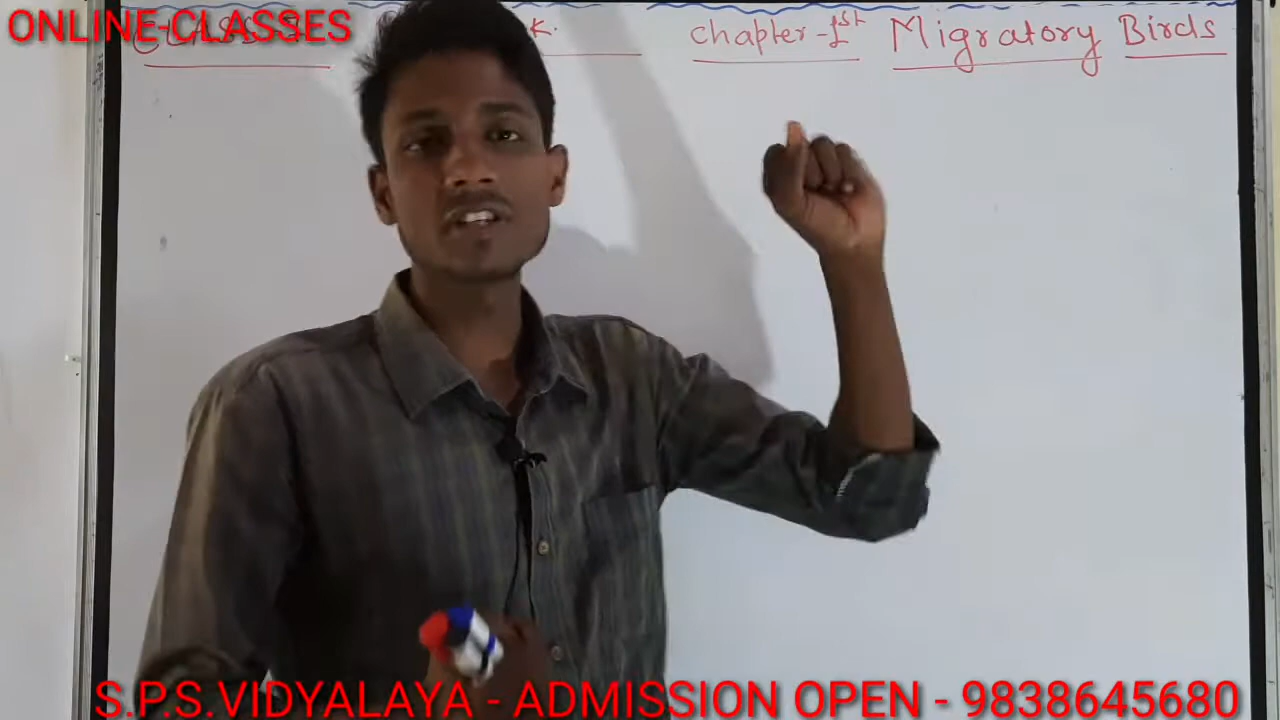 ONLINE-CLASSES
K. chapter-1st Migratory Birds
S.P.S.VIDYALAYA - ADMISSION OPEN - 9838645680